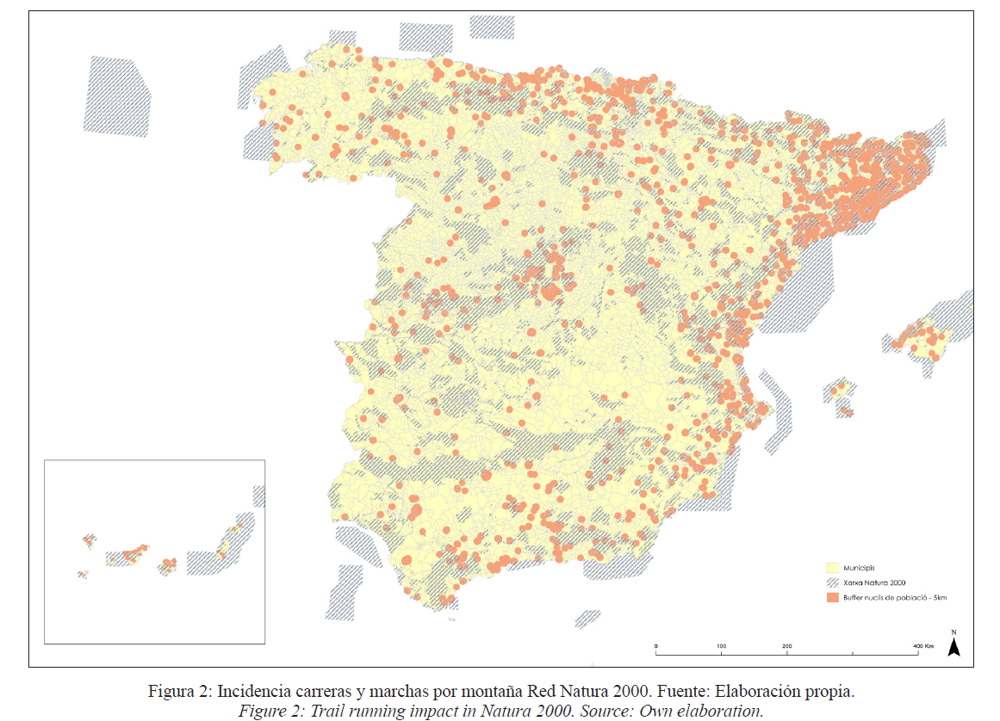 Municipis
Xarxa Natura 2000
Buffer nuclis de població - 5km
N
0 100 200 400 Km
Figura 2: Incidencia carreras y marchas por montaña Red Natura 2000. Fuente: Elaboración propia.
Figure 2: Trail running impact in Natura 2000. Source: Own elaboration.